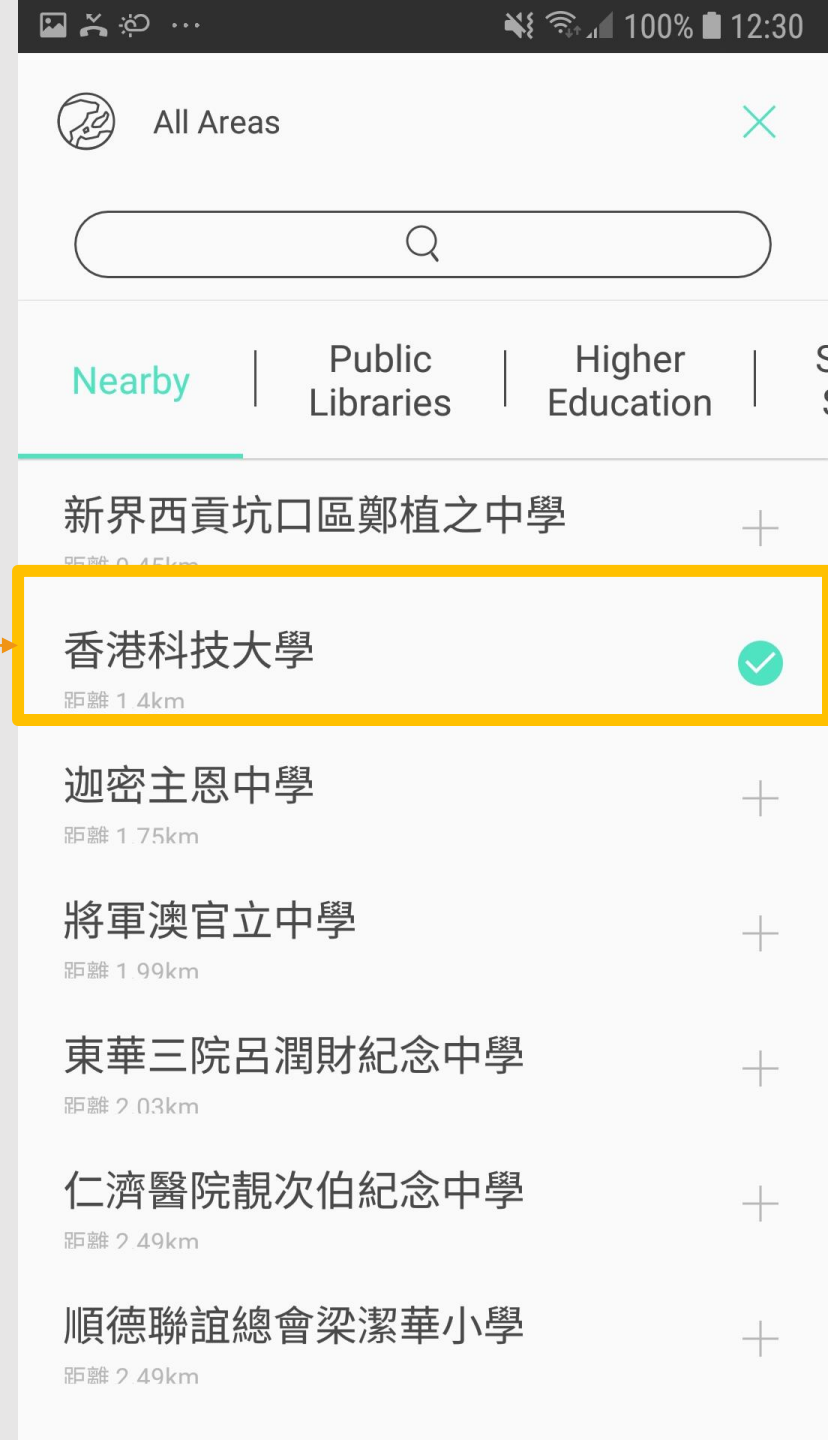 100% 12:30
All Areas
Nearby
Public
Libraries
Higher
Education
新界西貢坑口區鄭植之中學
距離 0.45km
香港科技大學
距離 1.4km
迦密主恩中學
距離 1.75km
將軍澳官立中學
距離 1.99km
東華三院呂潤財紀念中學
距離 2.03km
仁濟醫院靚次伯紀念中學
距離 2.49km
順德聯誼總會梁潔華小學
距離 2.49km